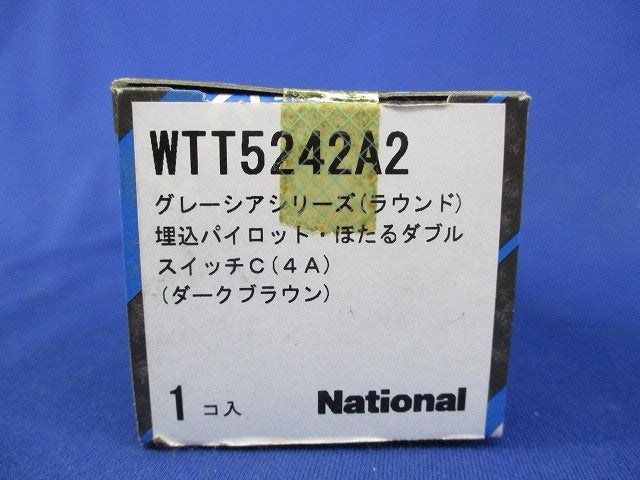 WTT5242A2
グレーシアシリーズ(ラウンド)
埋込パイロット・ほたるダブル
スイッチC(4A)
(ダークブラウン)
1コ入 National